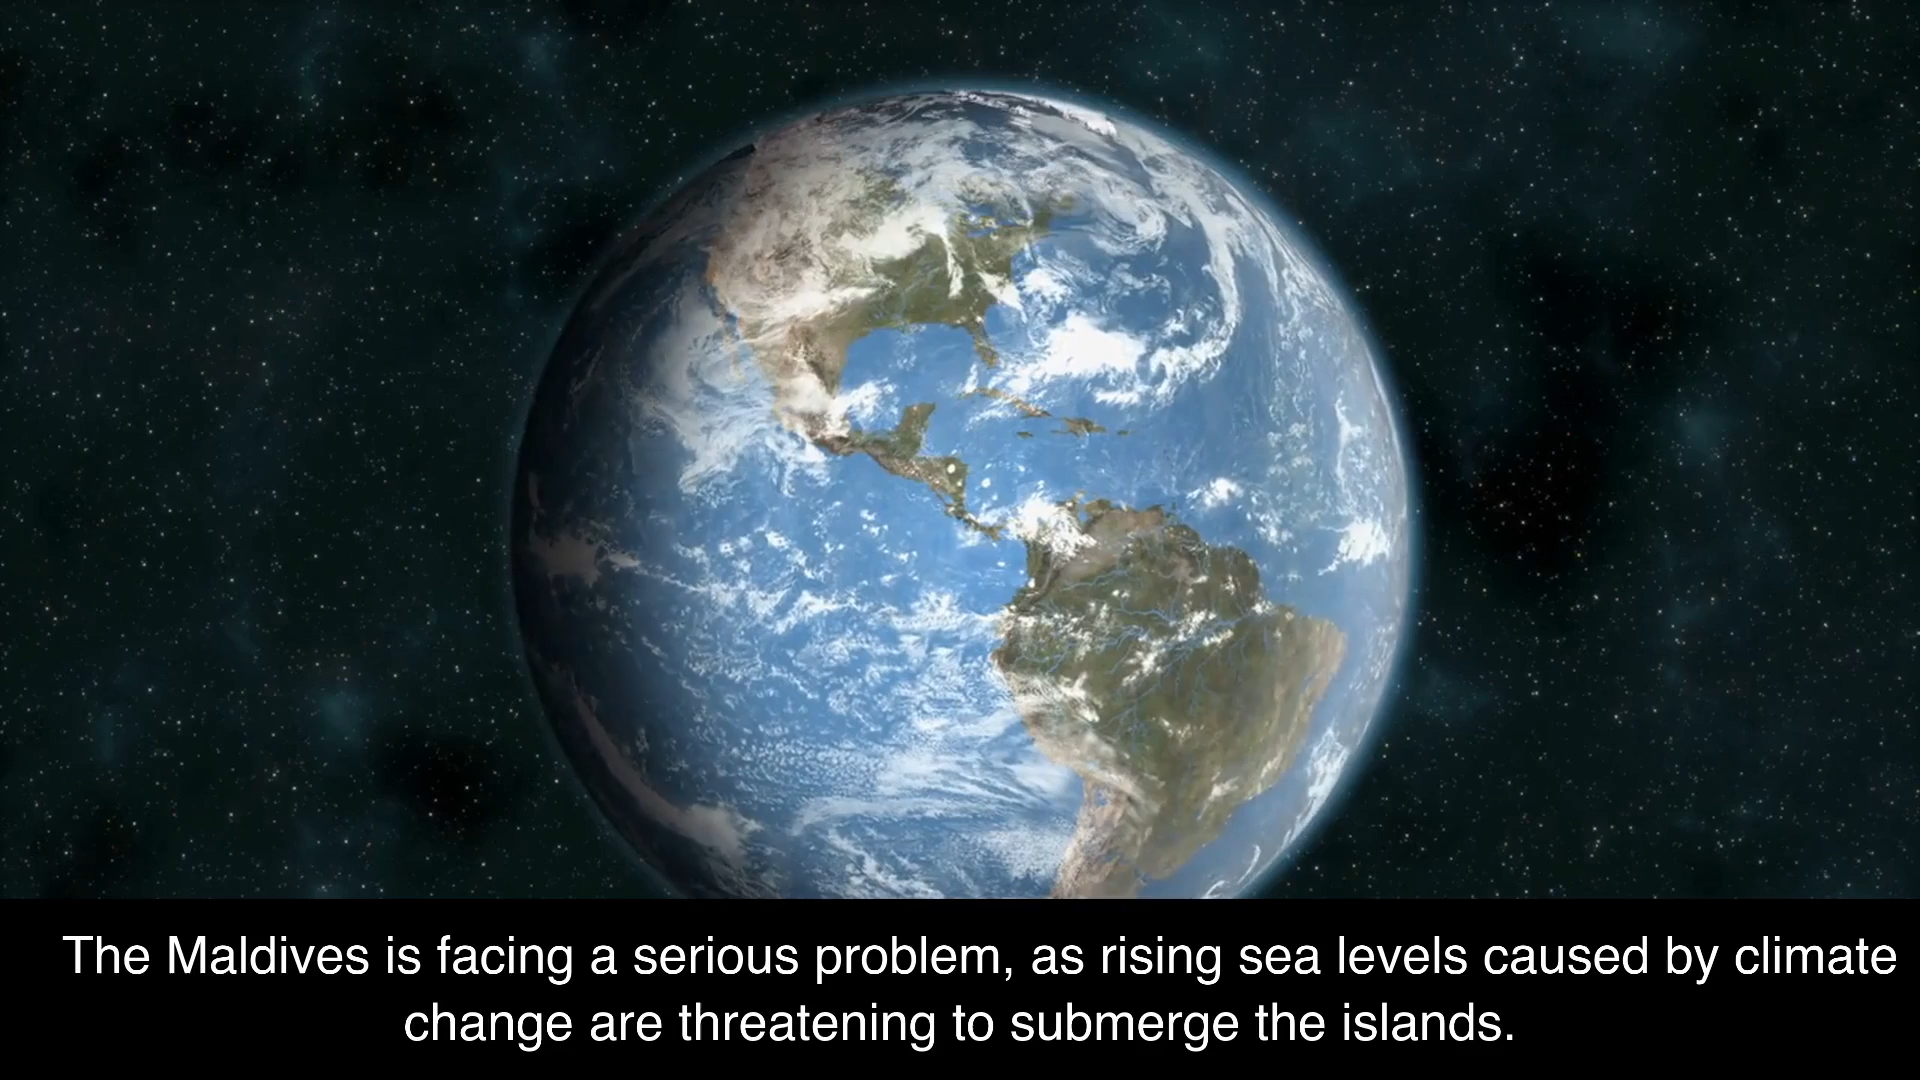 The Maldives is facing a serious problem, as rising sea levels caused by climate
change are threatening to submerge the islands.